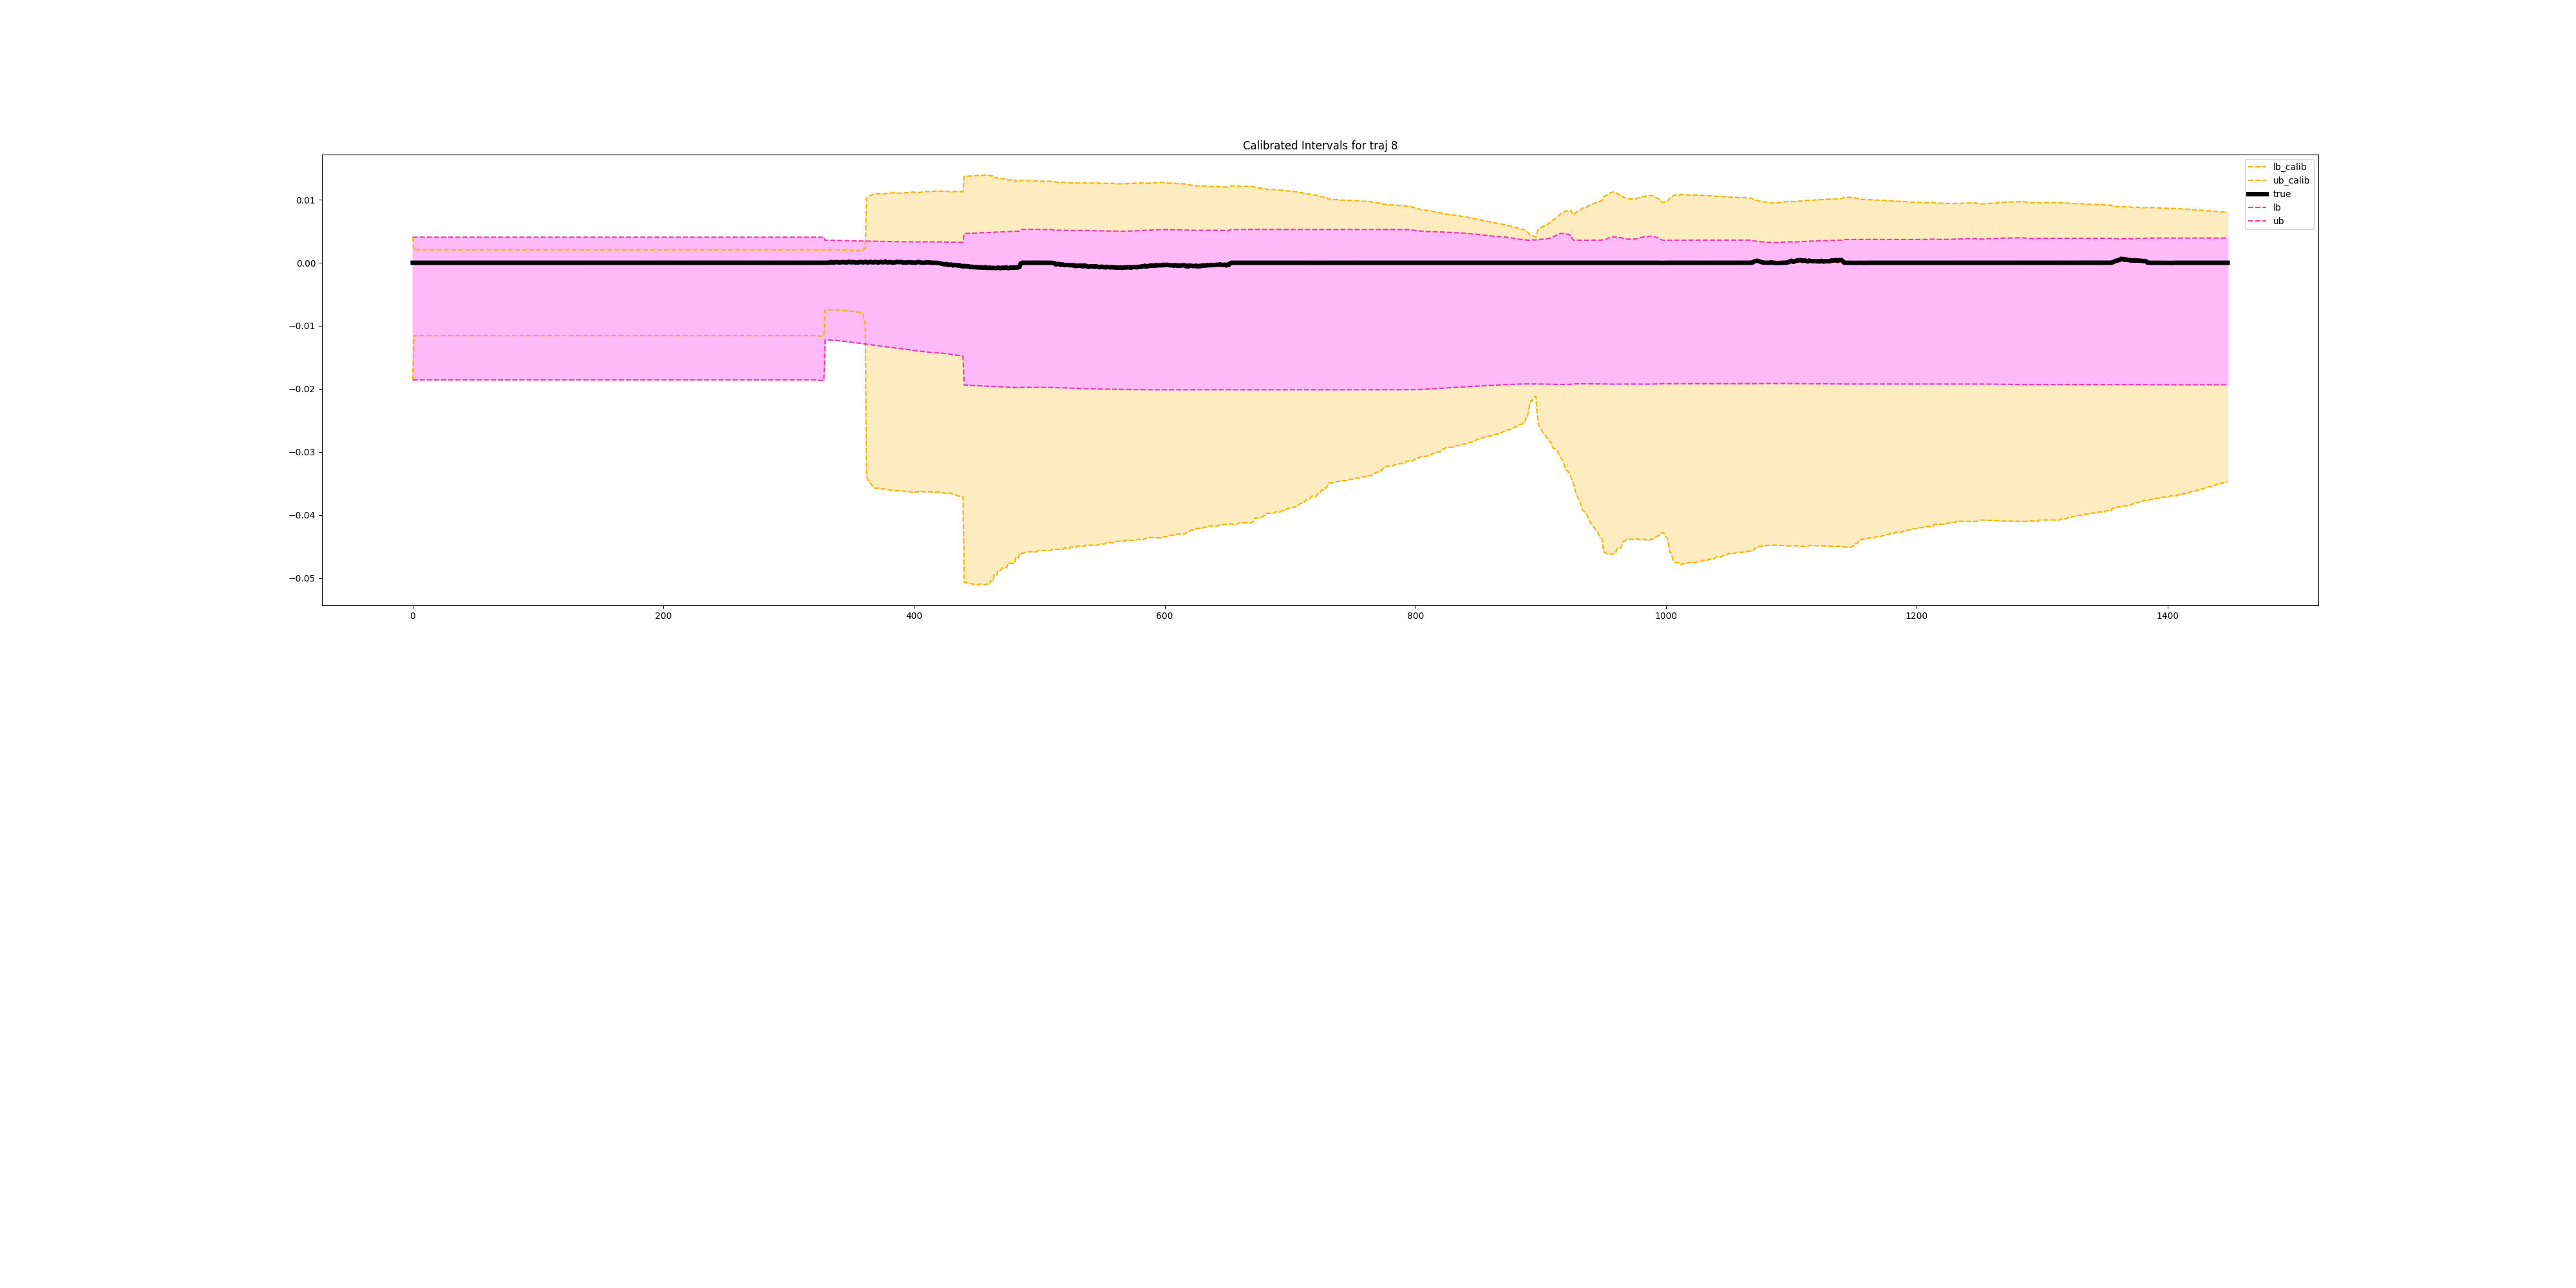 Calibrated Intervals for traj 8
lb_calib
ub_calib
true
lb
ub
0.01
0.00
−0.01
−0.02
−0.03
−0.04
−0.05
0 200 400 600 800 1000 1200 1400